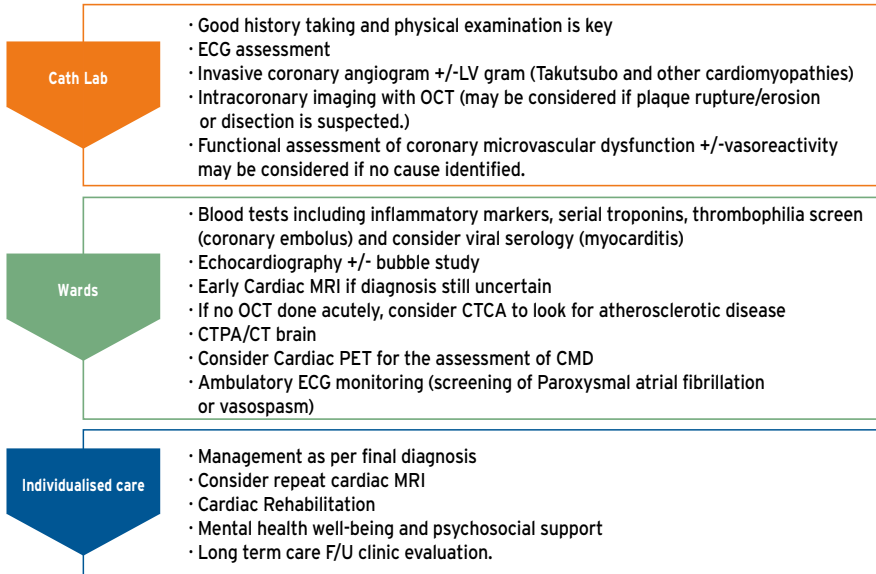 Cath Lab
· Good history taking and physical examination is key
· ECG assessment
· Invasive coronary angiogram +/-LV gram (Takutsubo and other cardiomyopathies)
· Intracoronary imaging with OCT (may be considered if plaque rupture/erosion
or disection is suspected.)
· Functional assessment of coronary microvascular dysfunction +/-vasoreactivity
may be considered if no cause identified.
Wards
· Blood tests including inflammatory markers, serial troponins, thrombophilia screen
(coronary embolus) and consider viral serology (myocarditis)
· Echocardiography +/- bubble study
· Early Cardiac MRI if diagnosis still uncertain
· If no OCT done acutely, consider CTCA to look for atherosclerotic disease
· CTPA/CT brain
· Consider Cardiac PET for the assessment of CMD
· Ambulatory ECG monitoring (screening of Paroxysmal atrial fibrillation
or vasospasm)
Individualised care
· Management as per final diagnosis
· Consider repeat cardiac MRI
· Cardiac Rehabilitation
· Mental health well-being and psychosocial support
· Long term care F/U clinic evaluation.